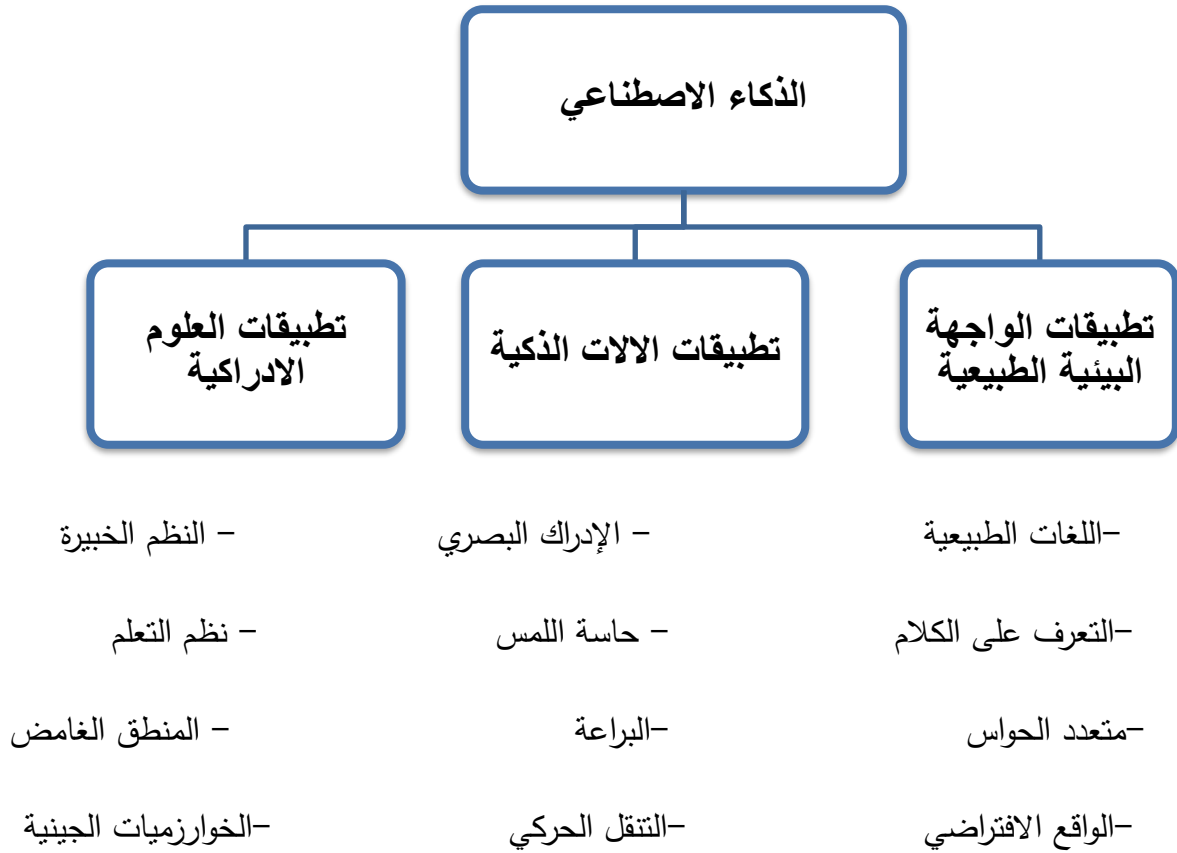 الذكاء الاصطناعي
تطبيقات الواجهة
البيئية الطبيعية
تطبيقات الالات الذكية
تطبيقات العلوم
الادراكية
-اللغات الطبيعية
- الإدراك البصري
- النظم الخبيرة
-التعرف على الكلام
- حاسة اللمس
- نظم التعلم
-متعدد الحواس
-البراعة
- المنطق الغامض
-الواقع الافتراضي
-التنقل الحركي
-الخوارزميات الجينية